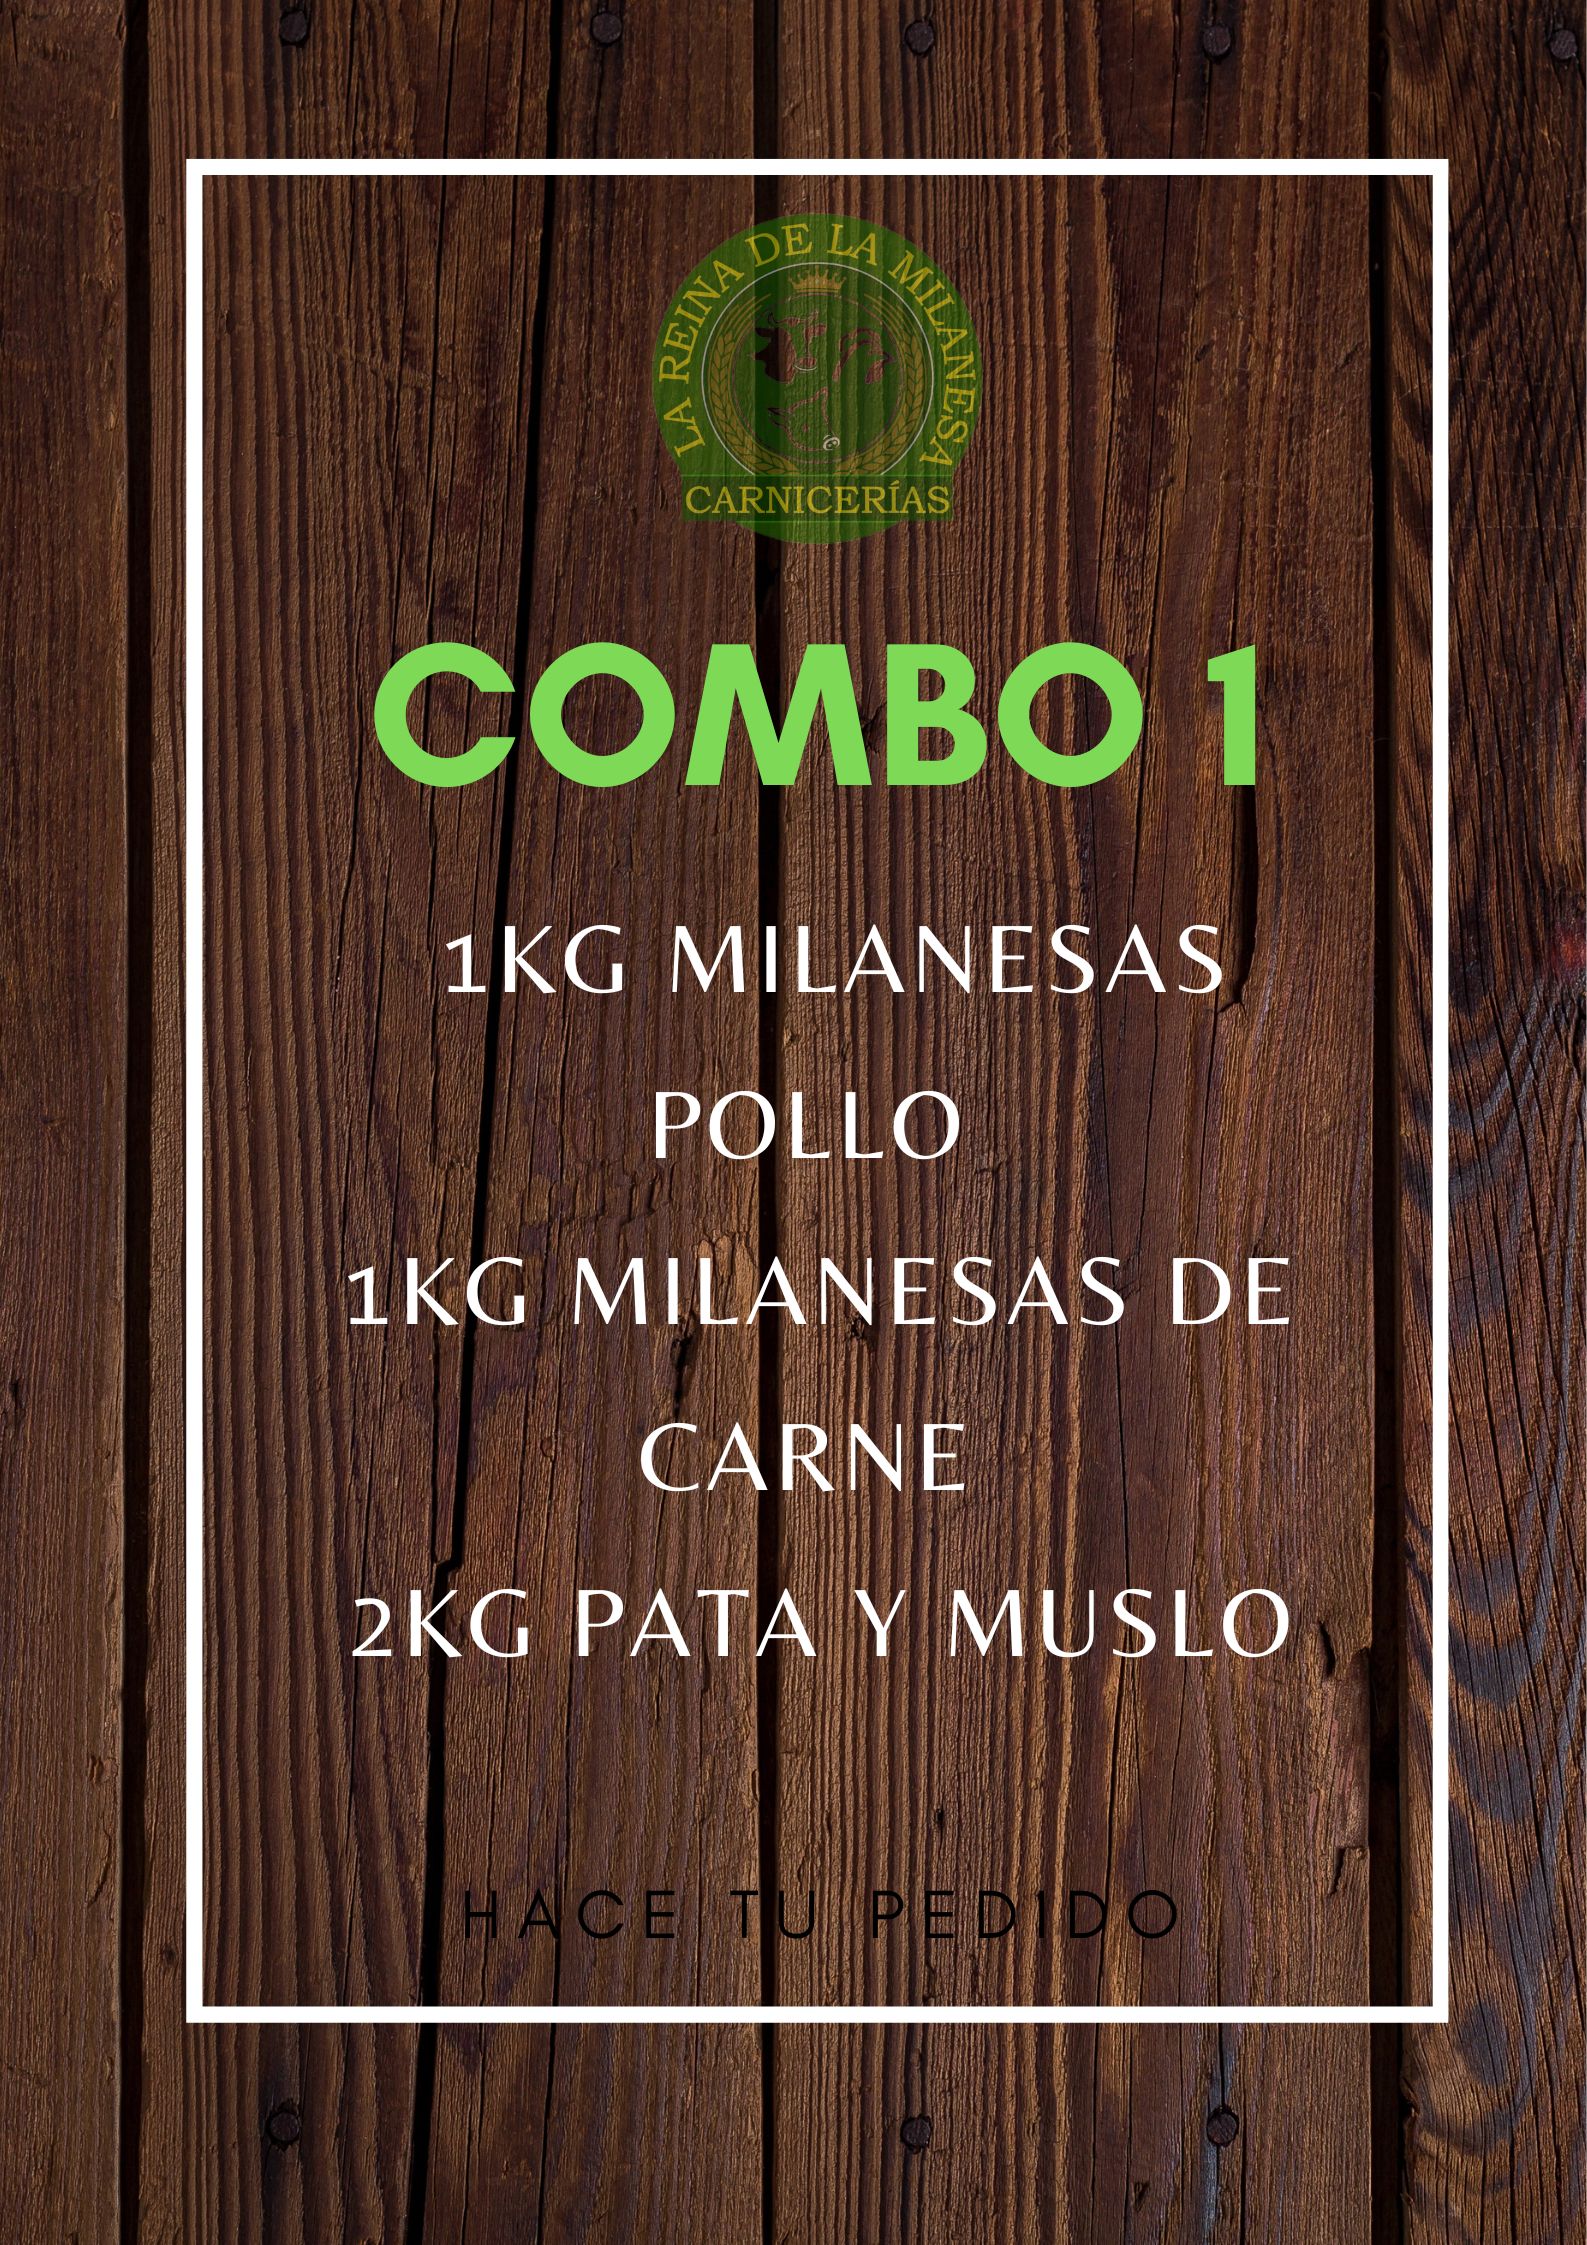 LA REINA DE LA MILANESA
CARNICERÍAS
COMBO 1
1KG MILANESAS
POLLO
1KG MILANESAS DE
CARNE
2KG PATA Y MUSLO
HACE TU PEDIDO